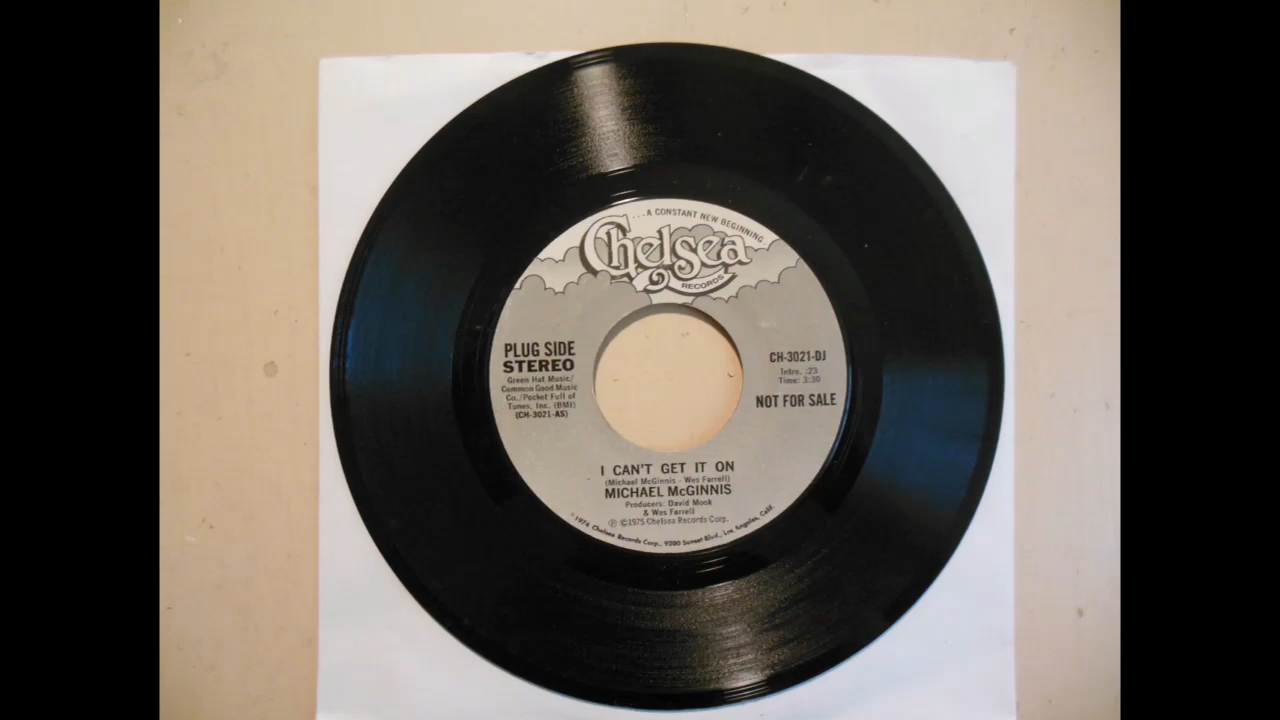 ...A CONSTANT NEW BEGINNING.
Chelsea
RECORDS
PLUG SIDE
STEREO
Green Hat Music/
Common Good Music
Co./Pocket Full of
Tunes, Inc. (BMI)
(CH-3021-AS)
CH-3021-DJ
Intro. :23
Time: 3:30
NOT FOR SALE
I CAN'T GET IT ON
(Michael McGinnis - Wes Farrell)
MICHAEL McGINNIS
Producers: David Mook
& Wes Farrell
Ⓟ ©1975 Chelsea Records Corp.
1974 Chelsea Records Corp., 9200 Sunset Blvd., Los Angeles, Calif.